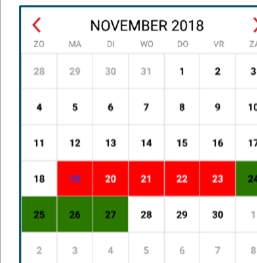 NOVEMBER 2018
ZO MA DI WO DO VR ZA
28 29 30 31 1 2 3
4 5 6 7 8 9 10
11 12 13 14 15 16 17
18 19 20 21 22 23 24
25 26 27 28 29 30 1
2 3 4 5 6 7 8